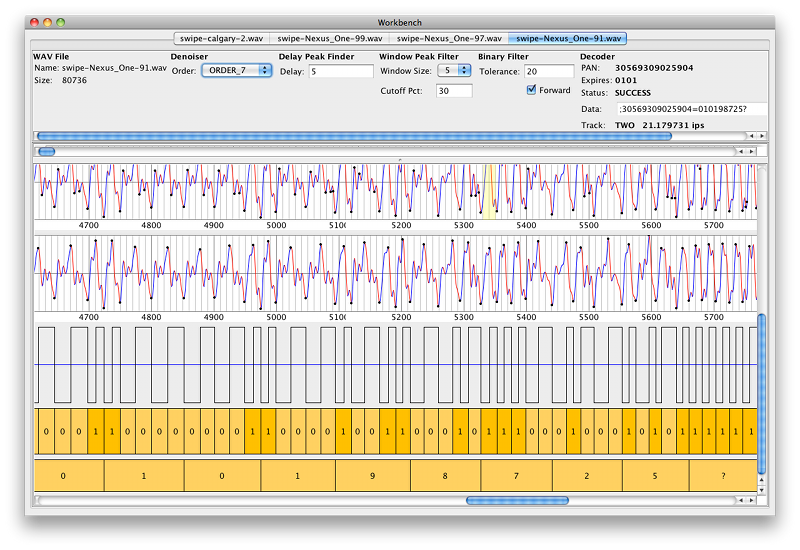 Workbench
swipe-calgary-2.wav swipe-Nexus_One-99.wav swipe-Nexus_One-97.wav swipe-Nexus_One-91.wav
WAV File Denoiser Delay Peak Finder Window Peak Filter Binary Filter Decoder
Name: swipe-Nexus_One-91.wav Order: ORDER_7 Delay: 5 Window Size: 5 Tolerance: 20 PAN: 30569309025904
Size: 80736 Expires: 0101
Cutoff Pct: 30 Forward Status: SUCCESS
Data: ;30569309025904=010198725?
Track: TWO 21.179731 ips
4700 4800 4900 5000 5100 5200 5300 5400 5500 5600 5700
4700 4800 4900 5000 5100 5200 5300 5400 5500 5600 5700
0 0 0 1 1 0 0 0 0 0 0 0 0 1 1 0 0 0 0 1 0 0 1 1 0 0 0 1 0 1 1 1 0 0 0 1 0 0 0 1 0 1 0 1 1 1 1 1 1
0 1 0 1 9 8 7 2 5 ?